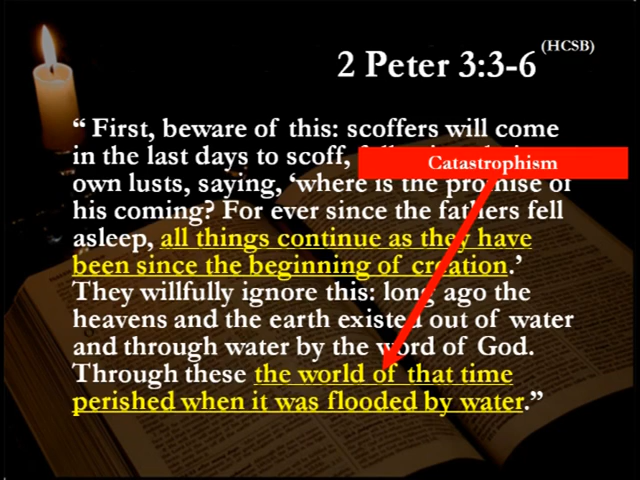 (HCSB)
2 Peter 3:3-6
“ First, beware of this: scoffers will come
in the last days to scoff,
Catastrophism
own lusts, saying, ‘where is the promise of
his coming? For ever since the fathers fell
asleep, all things continue as they have
been since the beginning of creation.’
They willfully ignore this: long ago the
heavens and the earth existed out of water
and through water by the word of God.
Through these the world of that time
perished when it was flooded by water.”